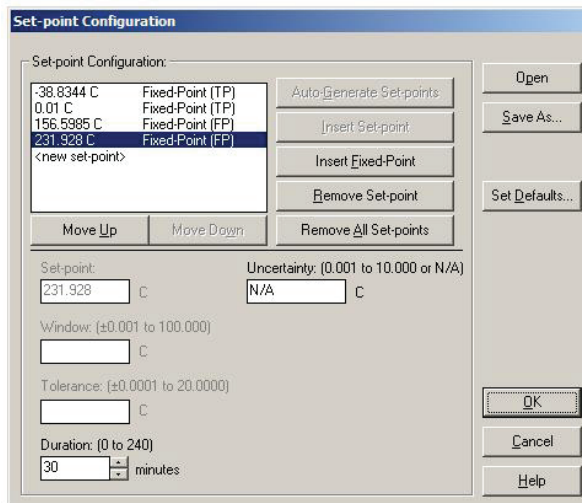 Set-point Configuration
Set-point Configuration:
-38.8344 C Fixed-Point (TP)
0.01 C Fixed-Point (TP)
156.5985 C Fixed-Point (FP)
231.928 C Fixed-Point (FP)
<new set-point>
Auto-Generate Set-points
Insert Set-point
Insert Fixed-Point
Remove Set-point
Move Up
Move Down
Remove All Set-points
Set-point:
231.928 C
Uncertainty: (0.001 to 10.000 or N/A)
N/A C
Window: (±0.001 to 100.000)
C
Tolerance: (±0.0001 to 20.0000)
C
Duration: (0 to 240)
30 minutes
Open
Save As...
Set Defaults...
OK
Cancel
Help